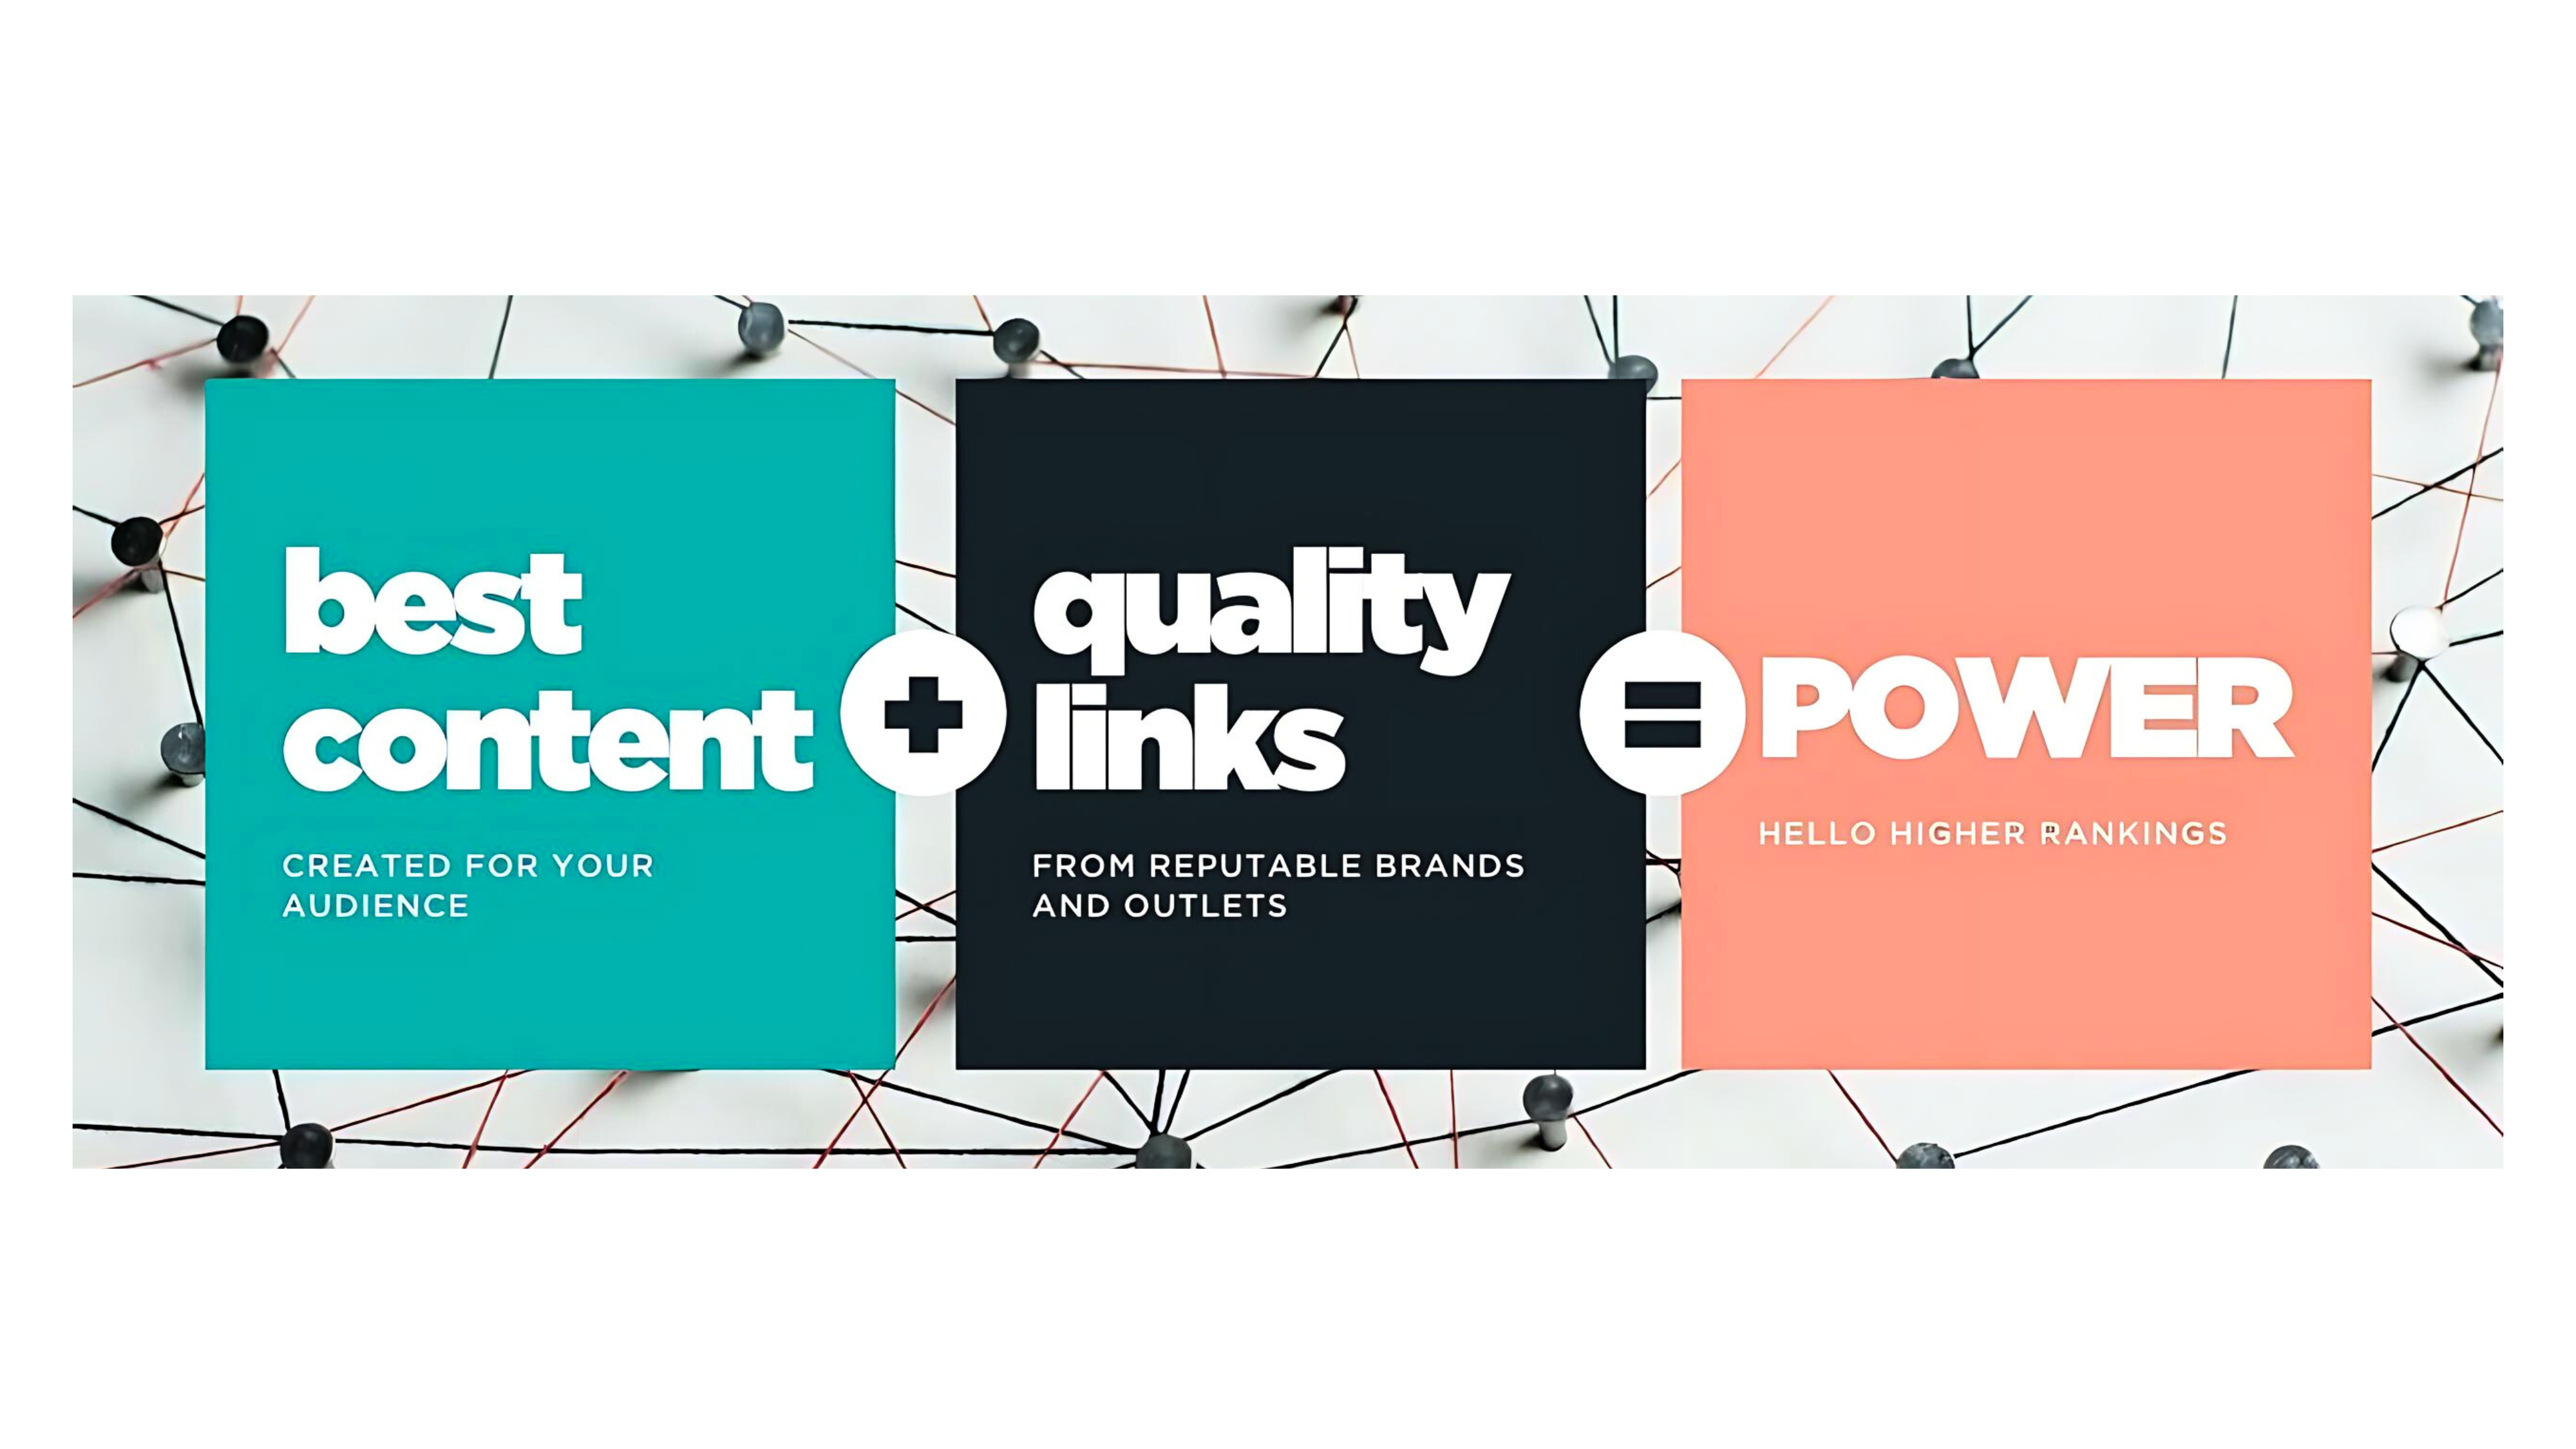 best
content
CREATED FOR YOUR
AUDIENCE
+
quality
links
FROM REPUTABLE BRANDS
AND OUTLETS
=
POWER
HELLO HIGHER RANKINGS